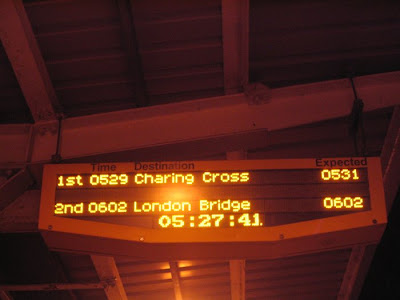 Time Destination Expected
1st 0529 Charing Cross 0531
2nd 0602 London Bridge 0602
05:27:41